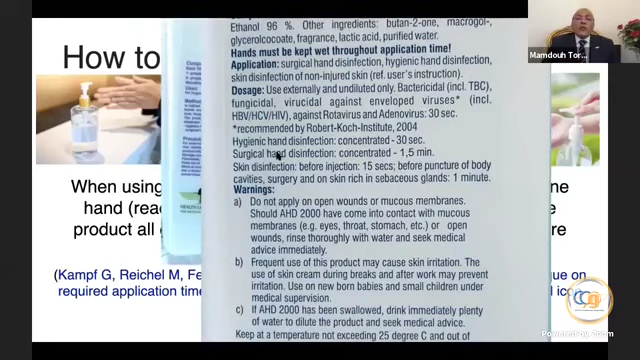 Ethanol 96 %. Other ingredients: butan-2-one, macrogol-,
glycerolcocoate, fragrance, lactic acid, purified water.
Hands must be kept wet throughout application time!
Application: surgical hand disinfection, hygienic hand disinfection,
skin disinfection of non-injured skin (ref. user's instruction).
Dosage: Use externally and undiluted only. Bactericidal (incl. TBC),
fungicidal, virucidal against enveloped viruses* (incl.
HBV/HCV/HIV), against Rotavirus and Adenovirus: 30 sec.
*recommended by Robert-Koch-Institute, 2004
Hygienic hand disinfection: concentrated - 30 sec.
Surgical hand disinfection: concentrated - 1,5 min.
Skin disinfection: before injection: 15 secs; before puncture of body
cavities, surgery and on skin rich in sebaceous glands: 1 minute.
Warnings:
a) Do not apply on open wounds or mucous membranes.
Should AHD 2000 have come into contact with mucous
membranes (e.g. eyes, throat, stomach, etc.) or open
wounds, rinse thoroughly with water and seek medical
advice immediately.
b) Frequent use of this product may cause skin irritation. The
use of skin cream during breaks and after work may prevent
irritation. Use on new born babies and small children under
medical supervision.
c) If AHD 2000 has been swallowed, drink immediately plenty
of water to dilute the product and seek medical advice.
Keep at a temperature not exceeding 25 degree C and out of
How to
When using
hand (rea
product all
(Kampf G, Reichel M, Fe
required application time
ne
re
ue on
Mamdouh Tor...
Powered by Zoom